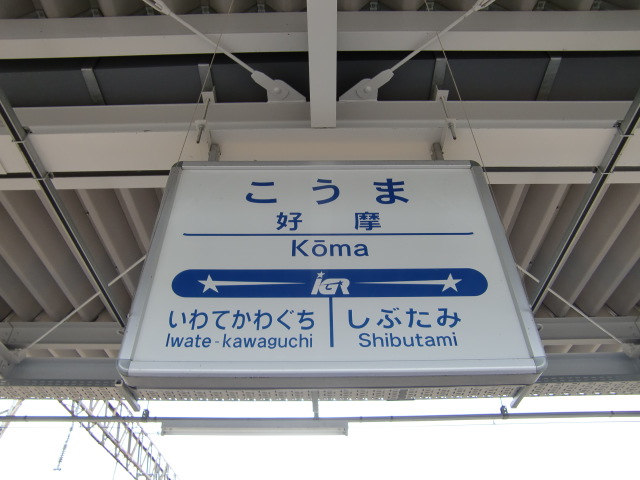 こうま
好摩
Kōma
IGR
いわてかわぐち
Iwate-kawaguchi
しぶたみ
Shibutami